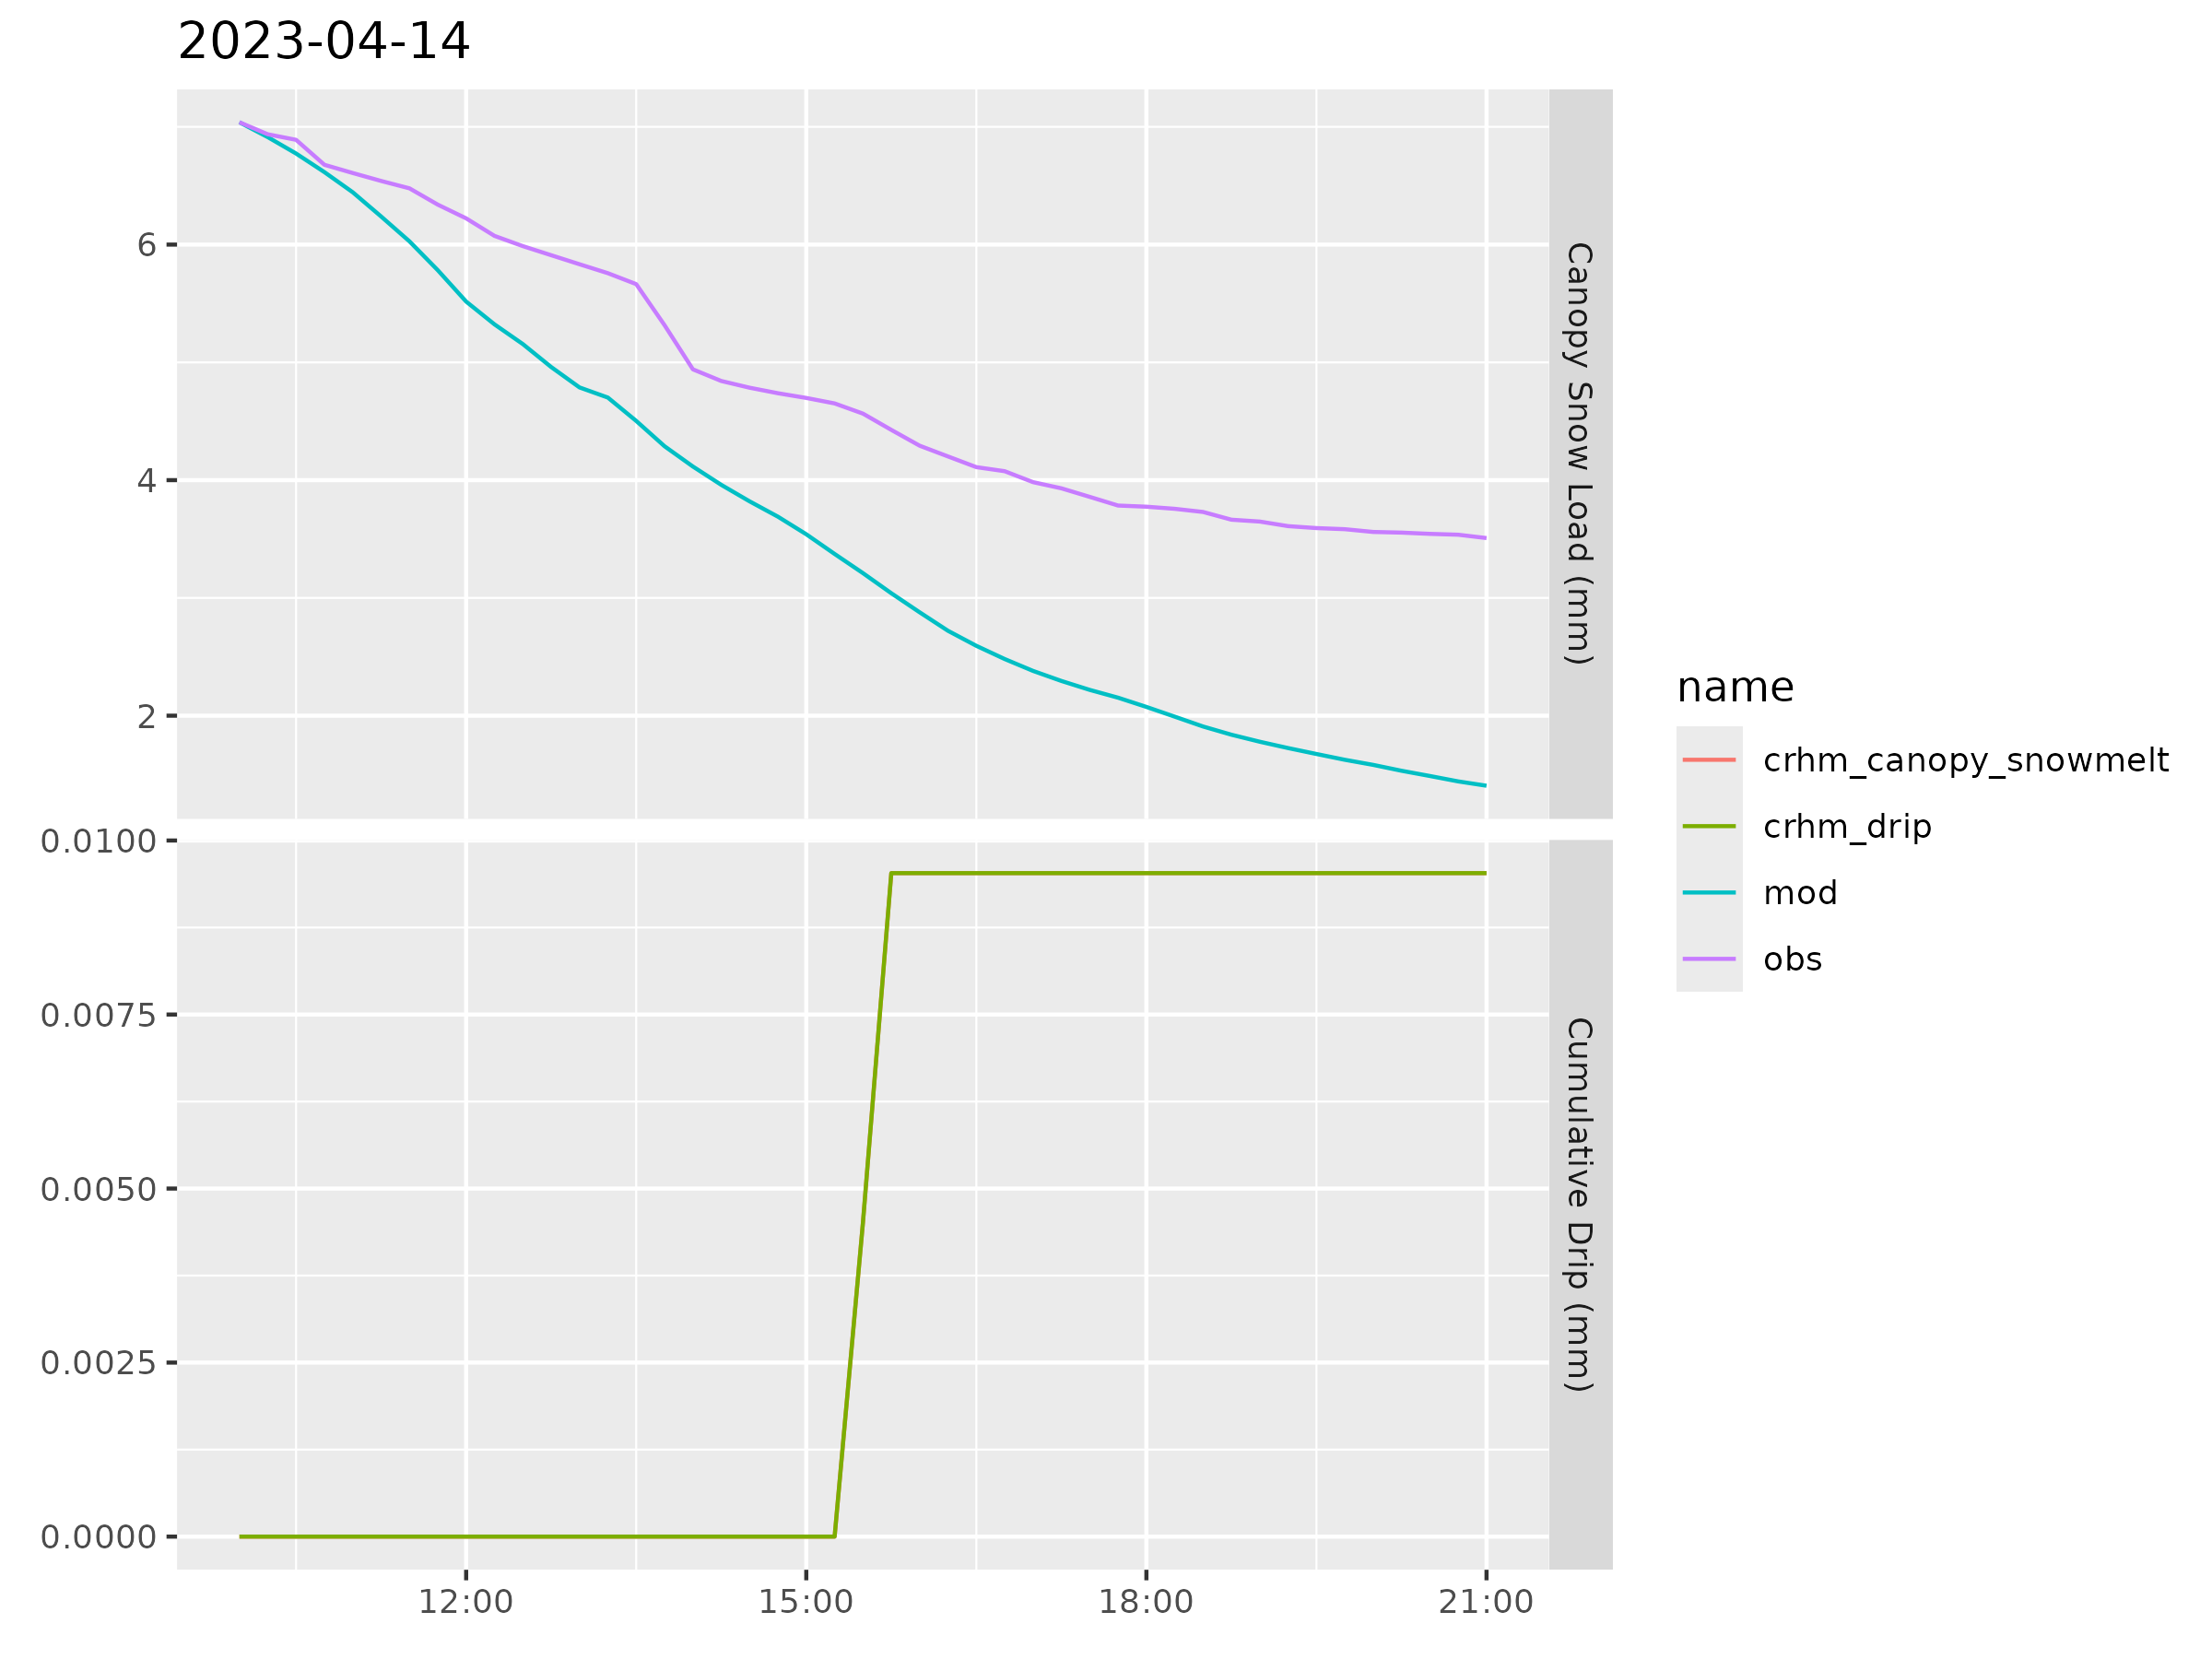 2023-04-14
6
4
2
Canopy Snow Load (mm)
0.0100
0.0075
0.0050
0.0025
0.0000
Cumulative Drip (mm)
12:00
15:00
18:00
21:00
name
crhm_canopy_snowmelt
crhm_drip
mod
obs